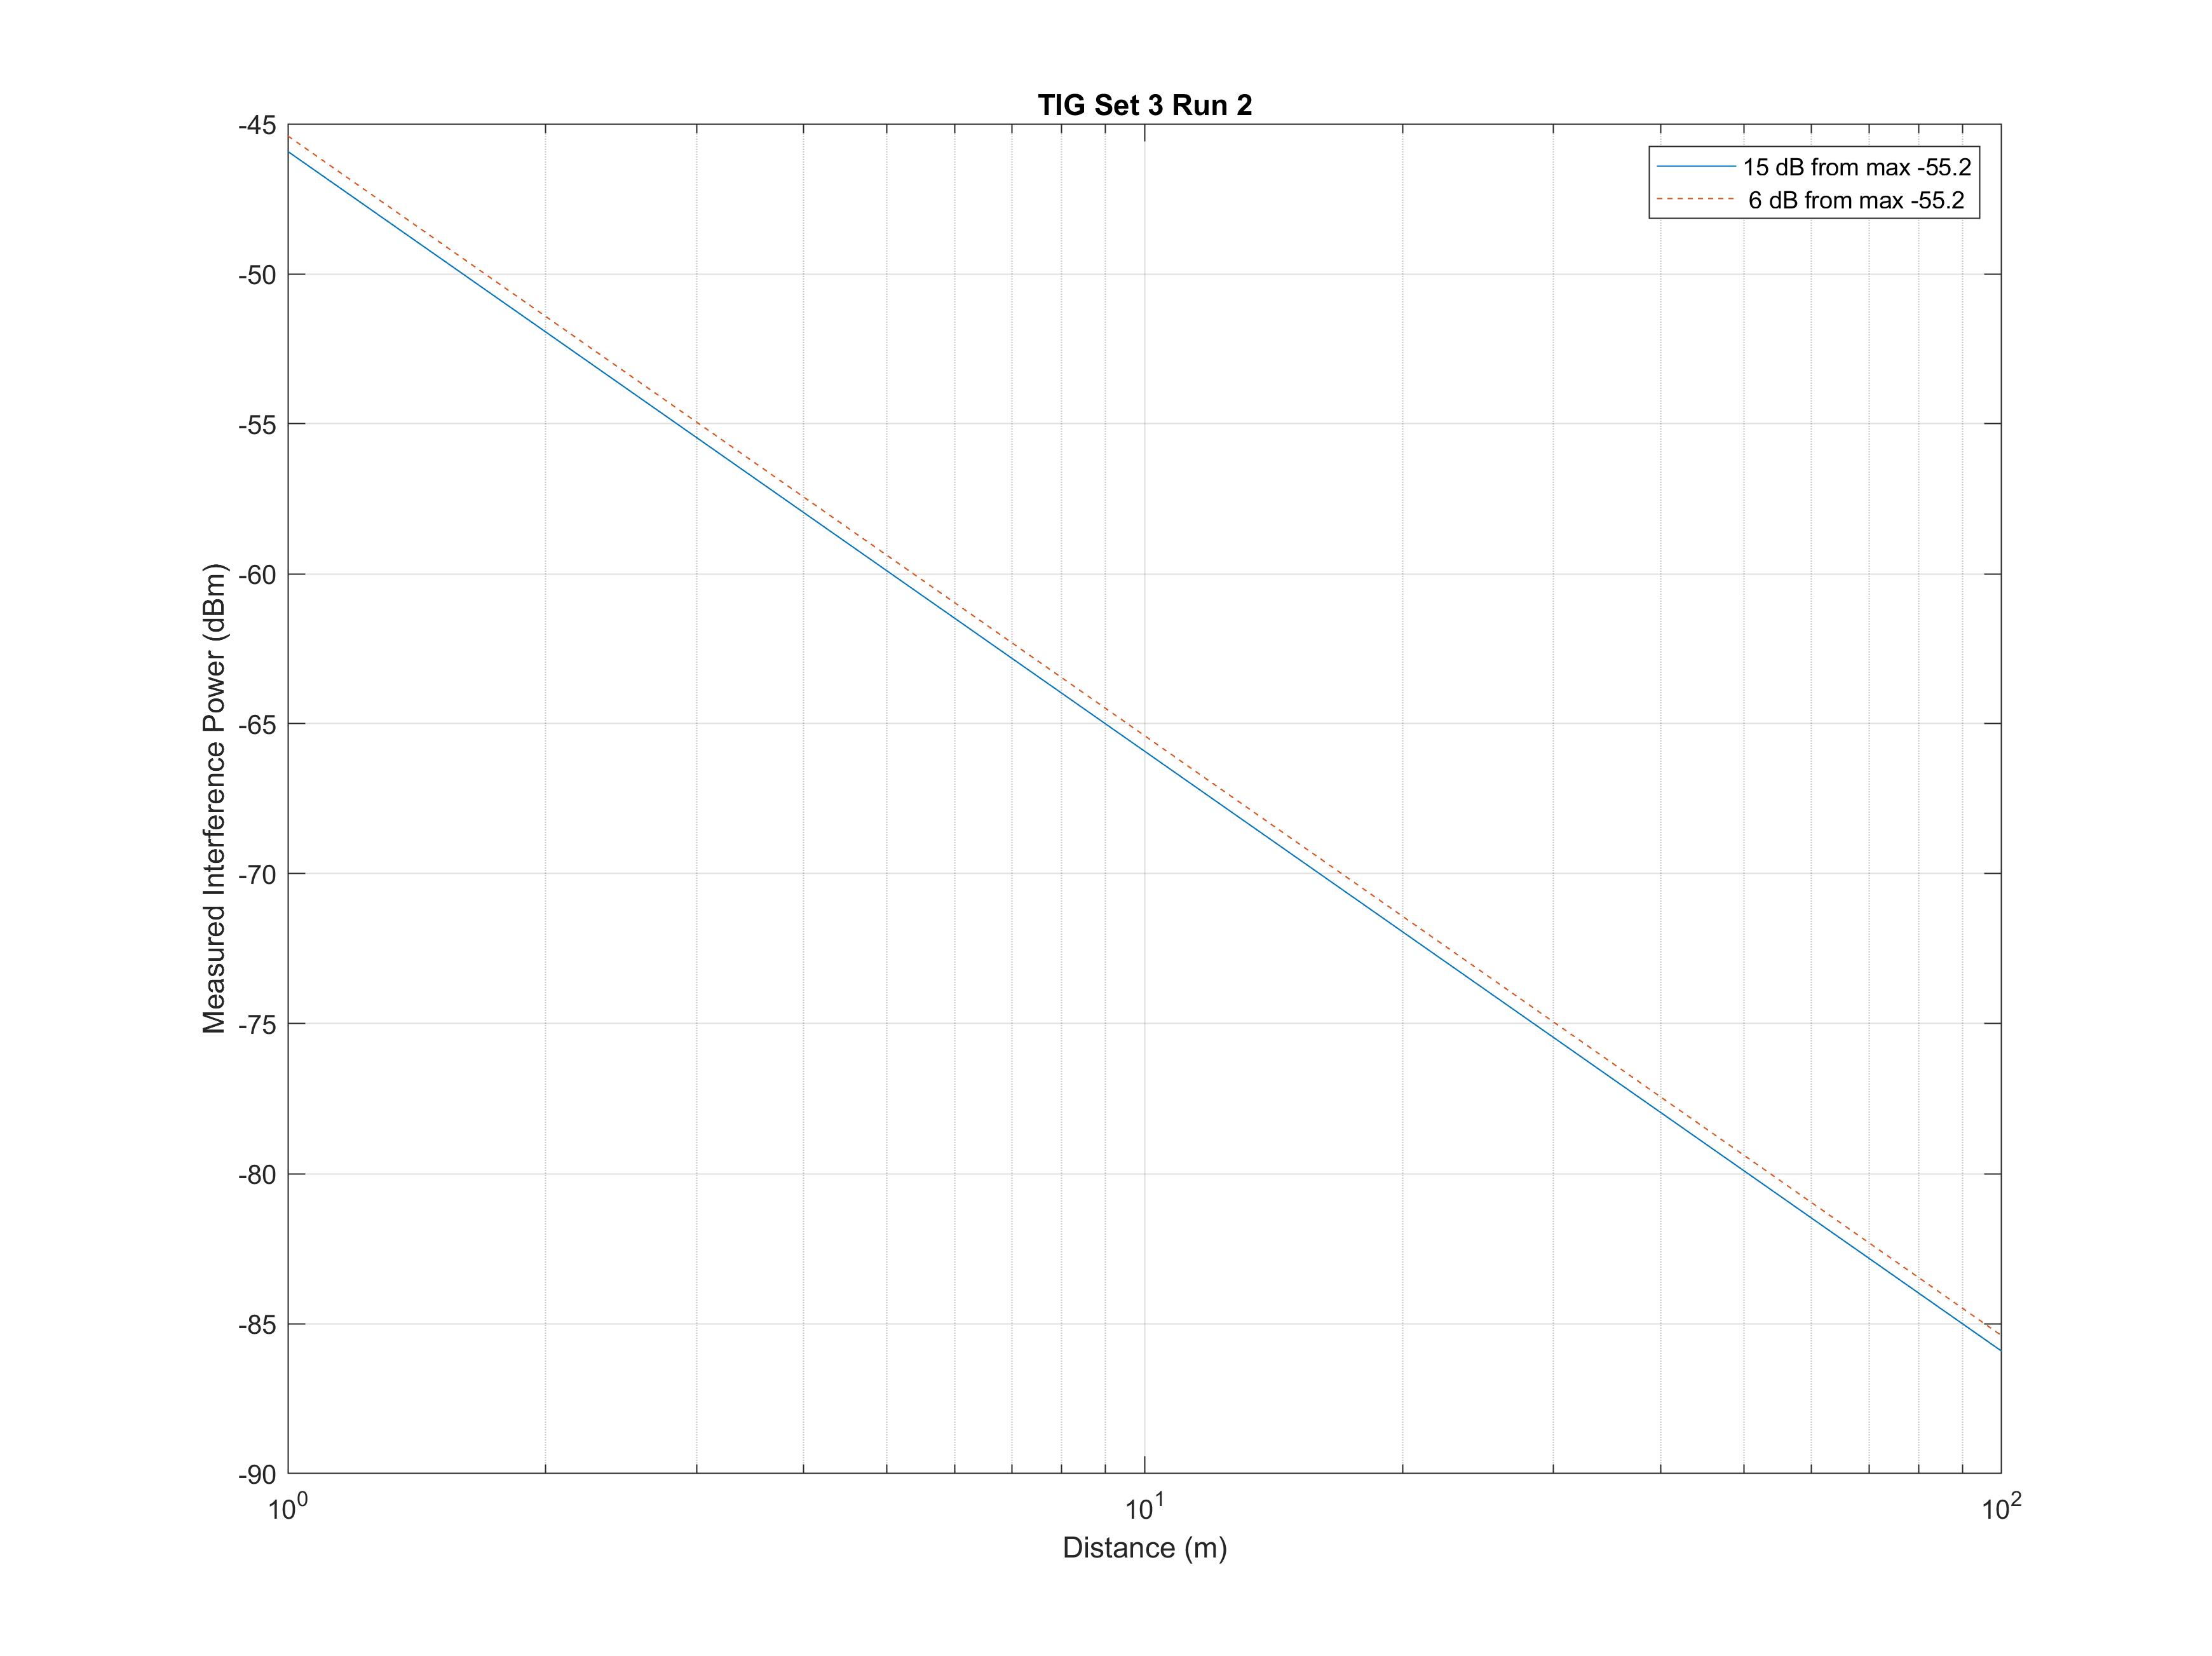 TIG Set 3 Run 2
15 dB from max -55.2
6 dB from max -55.2
Measured Interference Power (dBm)
-45
-50
-55
-60
-65
-70
-75
-80
-85
-90
10^0 10^1 10^2
Distance (m)